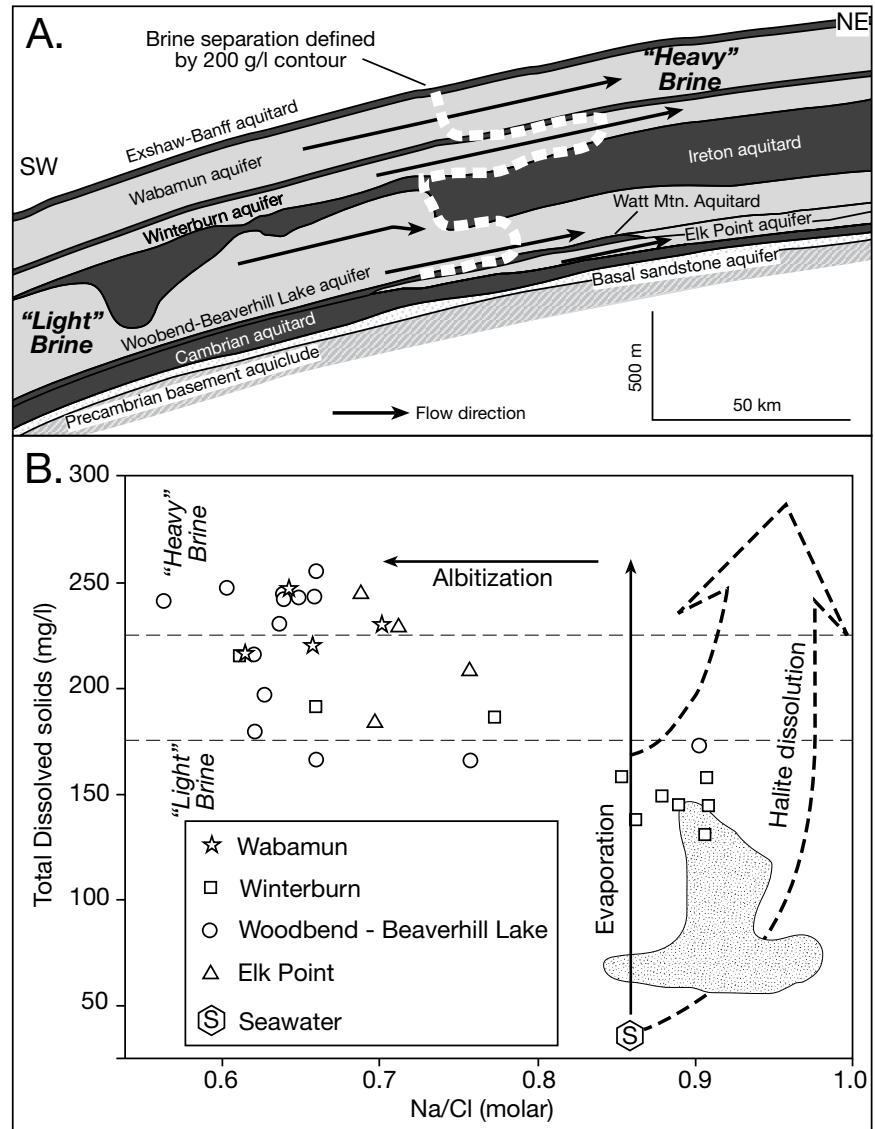 A.
NE
Brine separation defined
by 200 g/l contour
“Heavy”
Brine
Exshaw-Banff aquitard
SW
Wabamun aquifer
Ireton aquitard
Winterburn aquifer
Watt Mtn. Aquitard
Elk Point aquifer
Woobend-Beaverhill Lake aquifer
Basal sandstone aquifer
“Light”
Brine
Cambrian aquitard
Precambrian basement aquiclude
500 m
50 km
Flow direction
B.
300
250
200
150
100
50
Total Dissolved solids (mg/l)
“Heavy”
Brine
Albitization
“Light”
Brine
Evaporation
Halite dissolution
Wabamun
Winterburn
Woodbend - Beaverhill Lake
Elk Point
S Seawater
S
0.6 0.7 0.8 0.9 1.0
Na/Cl (molar)